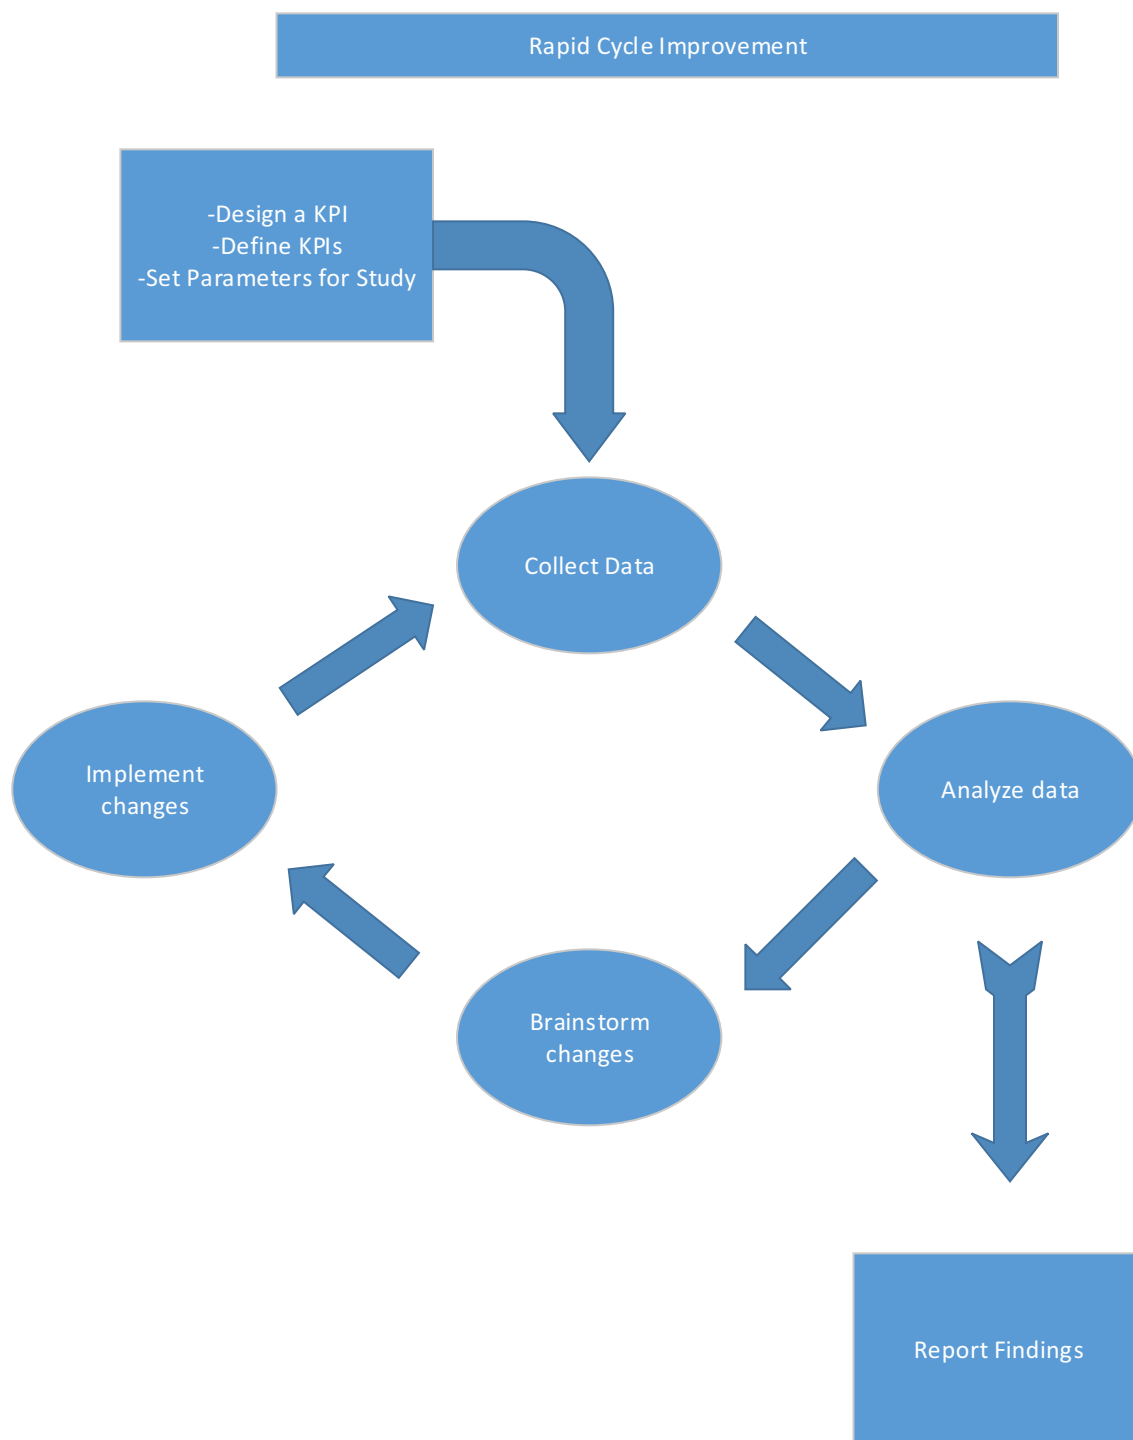 Rapid Cycle Improvement
-Design a KPI
-Define KPIs
-Set Parameters for Study
Collect Data
Implement
changes
Analyze data
Brainstorm
changes
Report Findings